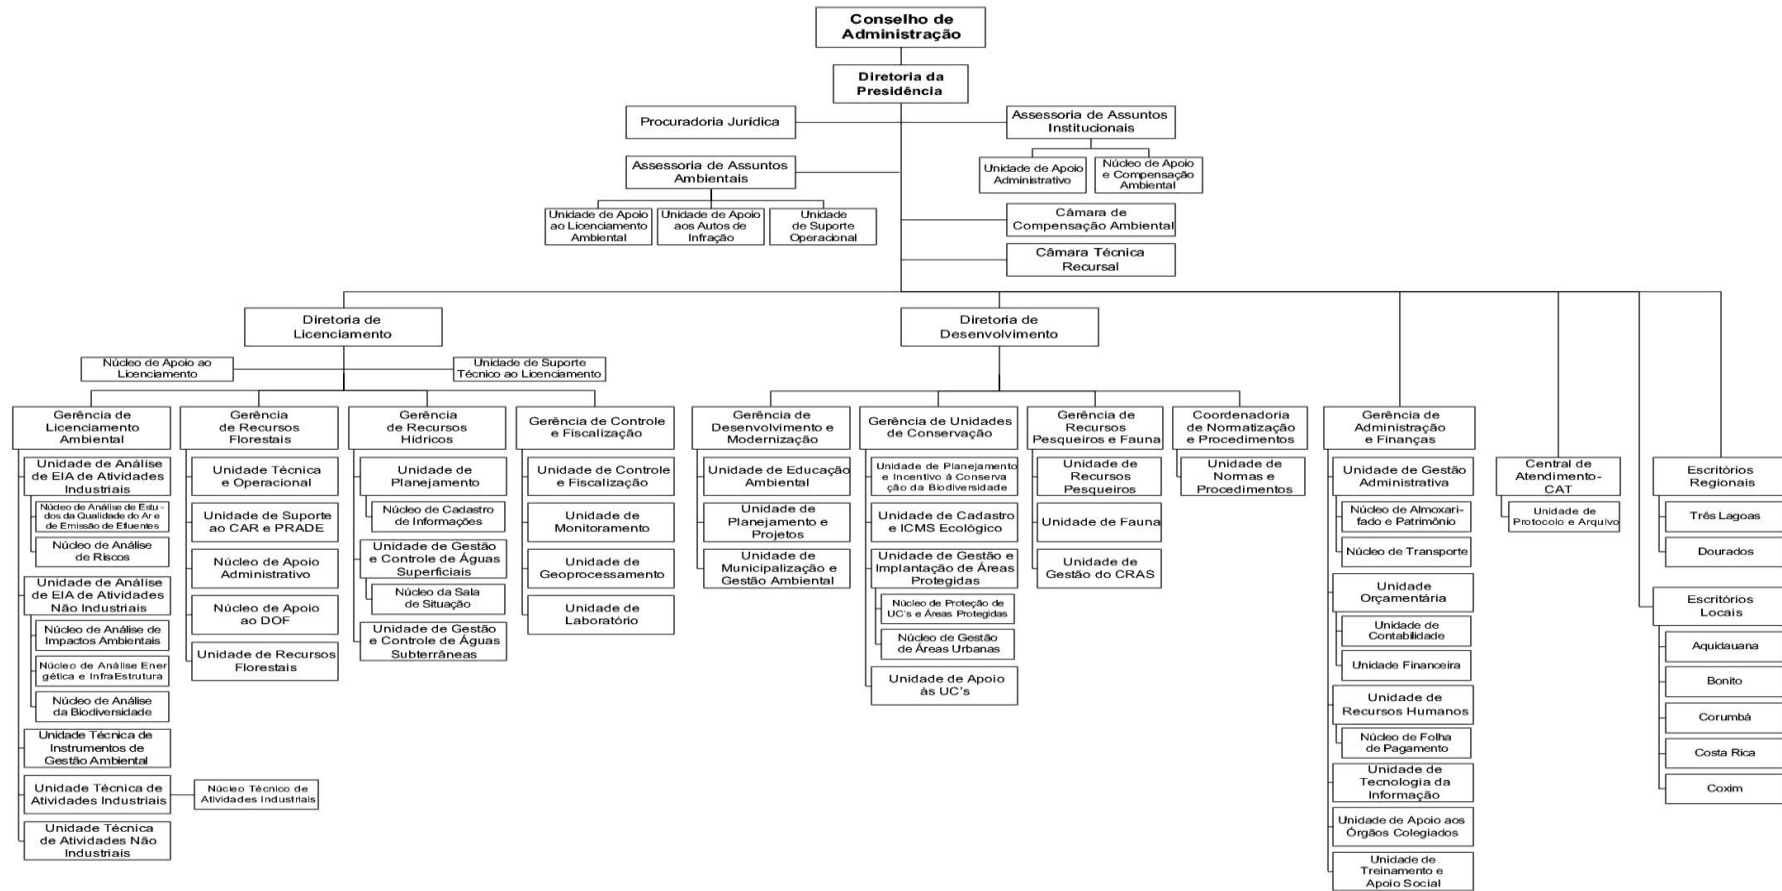 Conselho de
Administração
Diretoria da
Presidência
Procuradoria Jurídica
Assessoria de Assuntos
Institucionais
Unidade de Apoio
Administrativo
Núcleo de Apoio
e Compensação
Ambiental
Assessoria de Assuntos
Ambientais
Unidade de Apoio
ao Licenciamento
Ambiental
Unidade de Apoio
aos Autos de
Infração
Unidade
de Suporte
Operacional
Câmara de
Compensação Ambiental
Câmara Técnica
Recursal
Diretoria de
Licenciamento
Diretoria de
Desenvolvimento
Núcleo de Apoio ao
Licenciamento
Unidade de Suporte
Técnico ao Licenciamento
Gerência de
Licenciamento
Ambiental
Unidade de Análise
de EIA de Atividades
Industriais
Núdeo de Análise de Estu -
dos da Qualidade do Ar e
de Emissão de Efluentes
Núcleo de Análise
de Riscos
Unidade de Análise
de EIA de Atividades
Não Industriais
Núcleo de Análise de
Impactos Ambientais
Núcleo de Análise Ener
gética e InfraEstrutura
Núcleo de Análise
da Biodiversidade
Unidade Técnica de
Instrumentos de
Gestão Ambiental
Unidade Técnica de
Atividades Industriais
Núcleo Técnico de
Atividades Industriais
Unidade Técnica
de Atividades Não
Industriais
Gerência
de Recursos
Florestais
Unidade Técnica
e Operacional
Unidade de Suporte
ao CAR e PRADE
Núcleo de Apoio
Administrativo
Núcleo de Apoio
ao DOF
Unidade de Recursos
Florestais
Gerência
de Recursos
Hídricos
Unidade de
Planejamento
Núcleo de Cadastro
de Informações
Unidade de Gestão
e Controle de Águas
Superficiais
Núcleo da Sala
de Situação
Unidade de Gestão
e Controle de Águas
Subterrâneas
Gerência de Controle
e Fiscalização
Unidade de Controle
e Fiscalização
Unidade de
Monitoramento
Unidade de
Geoprocessamento
Unidade de
Laboratório
Gerência de
Desenvolvimento e
Modernização
Unidade de Educação
Ambiental
Unidade de
Planejamento e
Projetos
Unidade de
Municipalização e
Gestão Ambiental
Gerência de Unidades
de Conservação
Unidade de Planejamento
e Incentivo à Conserva
ção da Biodiversidade
Unidade de Cadastro
e ICMS Ecológico
Unidade de Gestão e
Implantação de Áreas
Protegidas
Núcleo de Proteção de
UC's e Áreas Protegidas
Núcleo de Gestão
de Áreas Urbanas
Unidade de Apoio
às UC's
Gerência de
Recursos
Pesqueiros e Fauna
Unidade de
Recursos
Pesqueiros
Unidade de Fauna
Unidade de
Gestão do CRAS
Coordenadoria
de Normatização
e Procedimentos
Unidade de
Normas e
Procedimentos
Gerência de
Administração
e Finanças
Unidade de Gestão
Administrativa
Núcleo de Almoxari-
fado e Patrimônio
Núcleo de Transporte
Unidade
Orçamentária
Unidade de
Contabilidade
Unidade Financeira
Unidade de
Recursos Humanos
Núcleo de Folha
de Pagamento
Unidade de
Tecnologia da
Informação
Unidade de Apoio aos
Órgãos Colegiados
Unidade de
Treinamento e
Apoio Social
Central de
Atendimento-
CAT
Unidade de
Protocolo e Arquivo
Escritórios
Regionais
Três Lagoas
Dourados
Escritórios
Locais
Aquidauana
Bonito
Corumbá
Costa Rica
Coxim